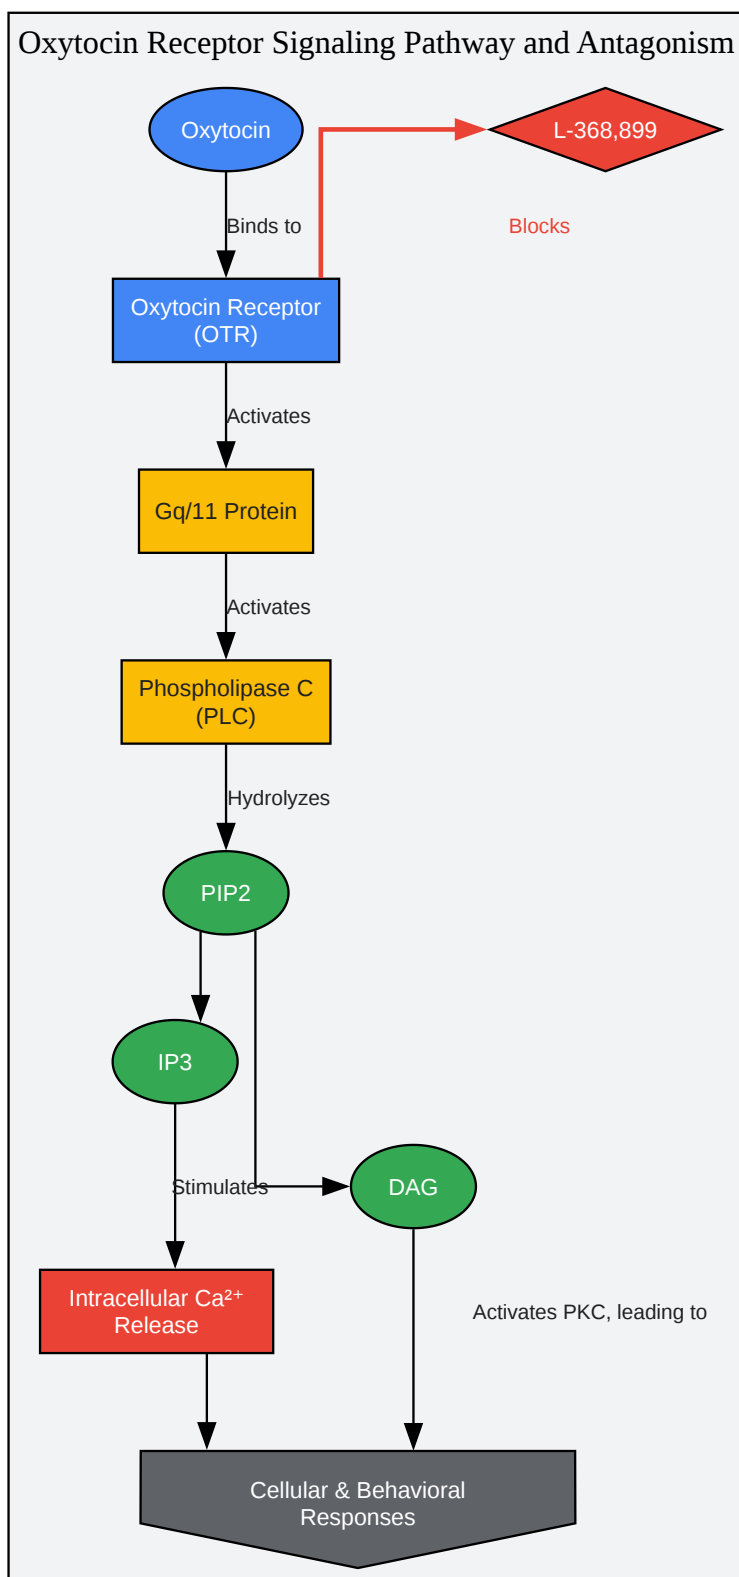 Oxytocin Receptor Signaling Pathway and Antagonism
Oxytocin
L-368,899
Binds to
Blocks
Oxytocin Receptor
(OTR)
Activates
Gq/11 Protein
Activates
Phospholipase C
(PLC)
Hydrolyzes
PIP2
IP3
Stimulates
DAG
Intracellular Ca²⁺
Release
Activates PKC, leading to
Cellular & Behavioral
Responses